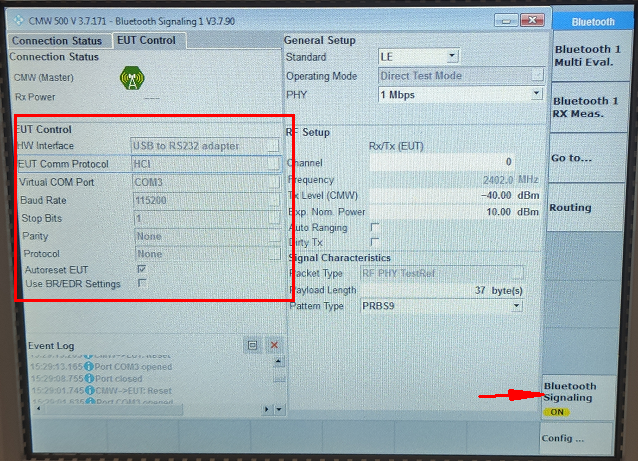 CMW 500 V 3.7.171 - Bluetooth Signaling 1 V3.7.90
Connection Status
EUT Control
Connection Status
CMW (Master)
Rx Power
---
EUT Control
HW Interface USB to RS232 adapter
EUT Comm Protocol HCI
Virtual COM Port COM3
Baud Rate 115200
Stop Bits 1
Parity None
Protocol None
Autoreset EUT
Use BR/EDR Settings
Event Log
CMW->EUT: Reset
15:29:13.165 Port COM3 opened
15:29:08.755 Port closed
15:29:01.745 CMW->EUT: Reset
Port COM3 opened
General Setup
Standard LE
Operating Mode Direct Test Mode
PHY 1 Mbps
RF Setup
Rx/Tx (EUT)
Channel 0
Frequency 2402.0 MHz
Tx Level (CMW) -40.00 dBm
Exp. Nom. Power 10.00 dBm
Auto Ranging
Dirty Tx
Signal Characteristics
Packet Type RF PHY TestRef
Payload Length 37 byte(s)
Pattern Type PRBS9
Bluetooth
Bluetooth 1
Multi Eval.
Bluetooth 1
RX Meas.
Go to...
Routing
Bluetooth
Signaling
ON
Config ...